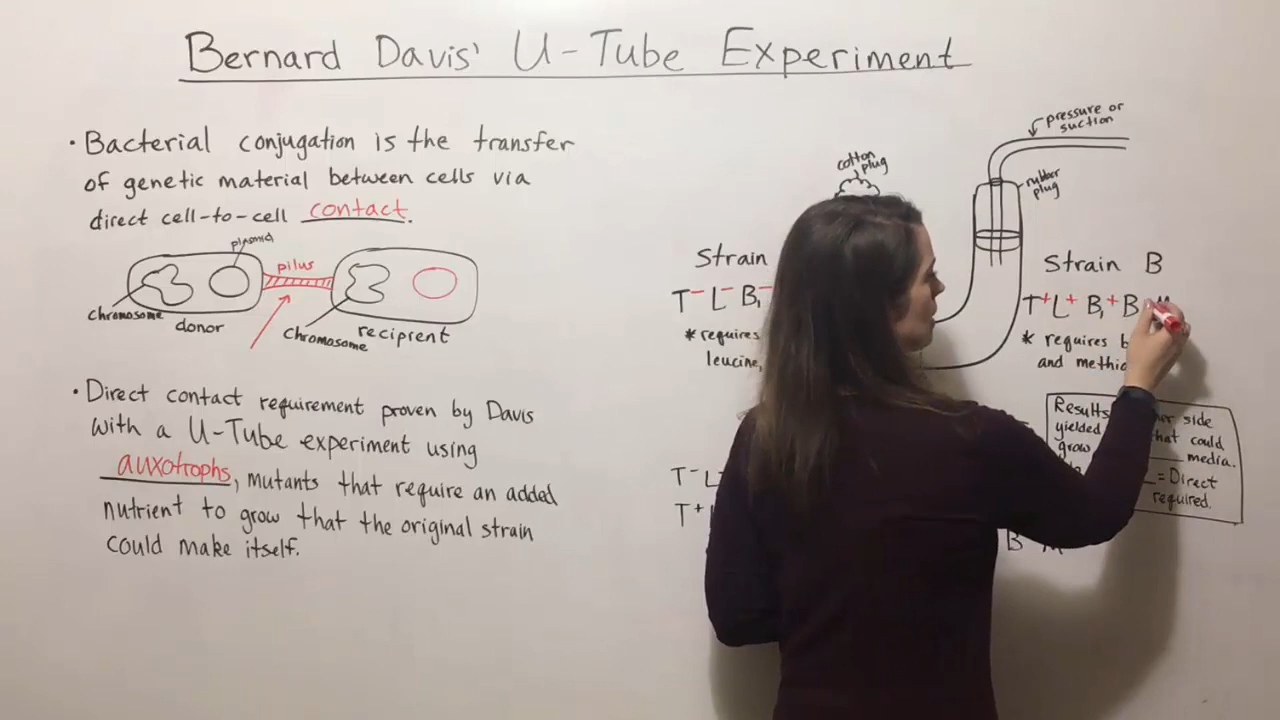 Bernard Davis' U-Tube Experiment
• Bacterial conjugation is the transfer
of genetic material between cells via
direct cell-to-cell contact.
plasmid
pilus
chromosome
donor
chromosome
recipient
• Direct contact requirement proven by Davis
with a U-Tube experiment using
auxotrophs, mutants that require an added
nutrient to grow that the original strain
could make itself.
pressure or
suction
cotton
plug
rubber
plug
Strain
T⁻ L⁻ B₁⁻
* requires
leucine,
Strain B
T⁺ L⁺ B₁⁺ B
* requires
and
T⁻ L⁻
T⁺
B M
Results
yielded
grow
side
that could
media.
= Direct
required.